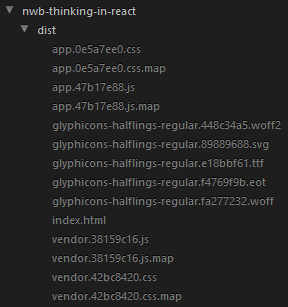 nwb-thinking-in-react
dist
app.0e5a7ee0.css
app.0e5a7ee0.css.map
app.47b17e88.js
app.47b17e88.js.map
glyphicons-halflings-regular.448c34a5.woff2
glyphicons-halflings-regular.89889688.svg
glyphicons-halflings-regular.e18bbf61.ttf
glyphicons-halflings-regular.f4769f9b.eot
glyphicons-halflings-regular.fa277232.woff
index.html
vendor.38159c16.js
vendor.38159c16.js.map
vendor.42bc8420.css
vendor.42bc8420.css.map